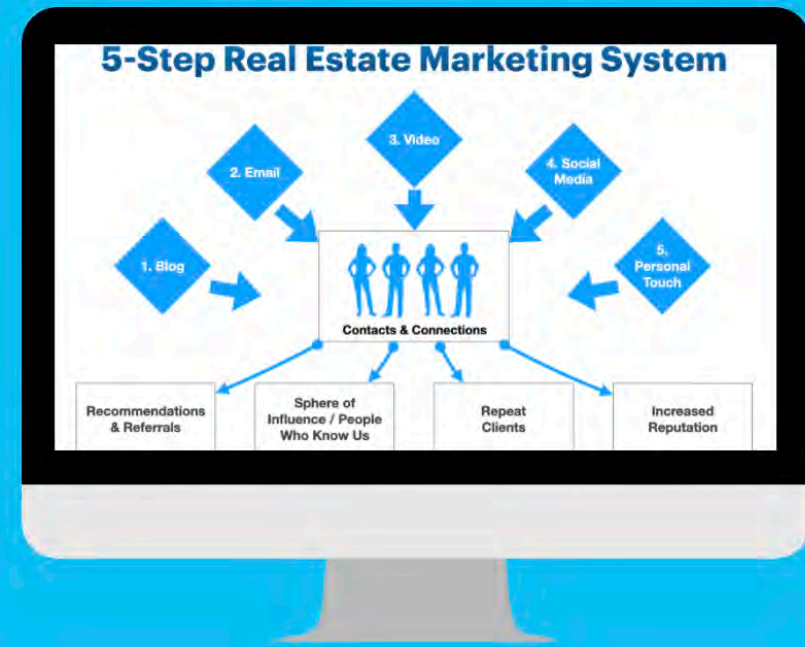 5-Step Real Estate Marketing System
3. Video
2. Email
4. Social
Media
1. Blog
5.
Personal
Touch
Contacts & Connections
Recommendations
& Referrals
Sphere of
Influence / People
Who Know Us
Repeat
Clients
Increased
Reputation